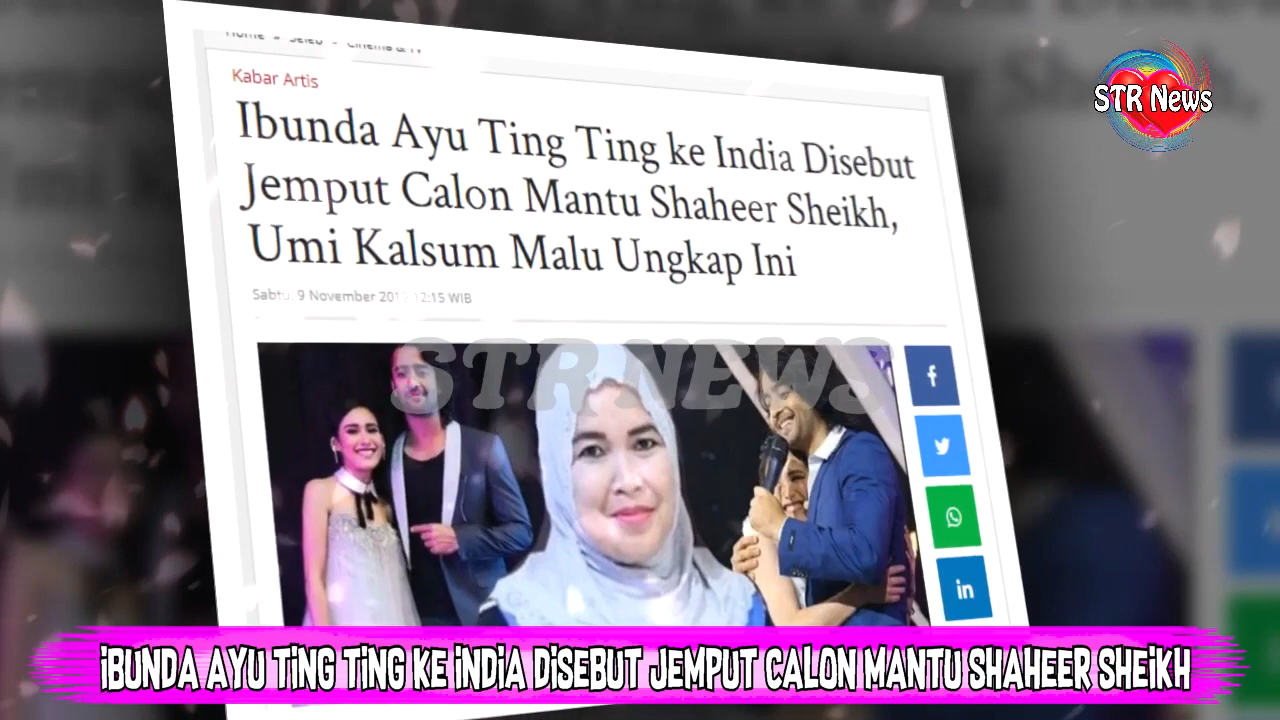 STR News
Kabar Artis
Ibunda Ayu Ting Ting ke India Disebut
Jemput Calon Mantu Shaheer Sheikh,
Umi Kalsum Malu Ungkap Ini
9 November 12:15 WIB
STR NEWS
IBUNDA AYU TING TING KE INDIA DISEBUT JEMPUT CALON MANTU SHAHEER SHEIKH